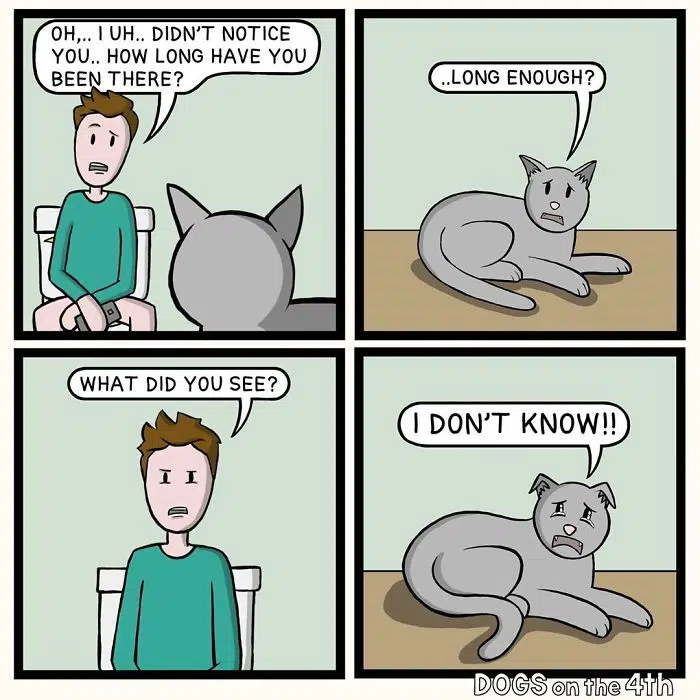 OH,.. I UH.. DIDN'T NOTICE
YOU.. HOW LONG HAVE YOU
BEEN THERE?
..LONG ENOUGH?
WHAT DID YOU SEE?
I DON'T KNOW!!
DOGS on the 4th